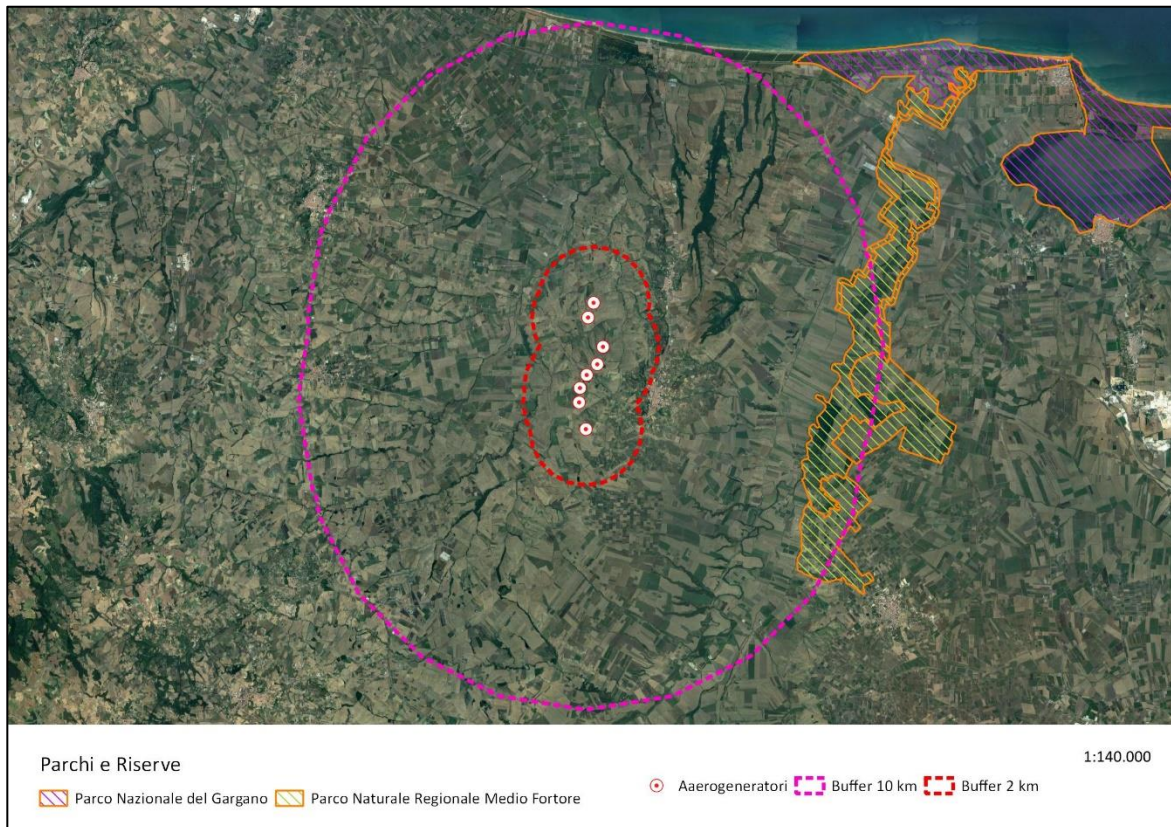 Parchi e Riserve
1:140.000
Parco Nazionale del Gargano Parco Naturale Regionale Medio Fortore Aaerogeneratori Buffer 10 km Buffer 2 km